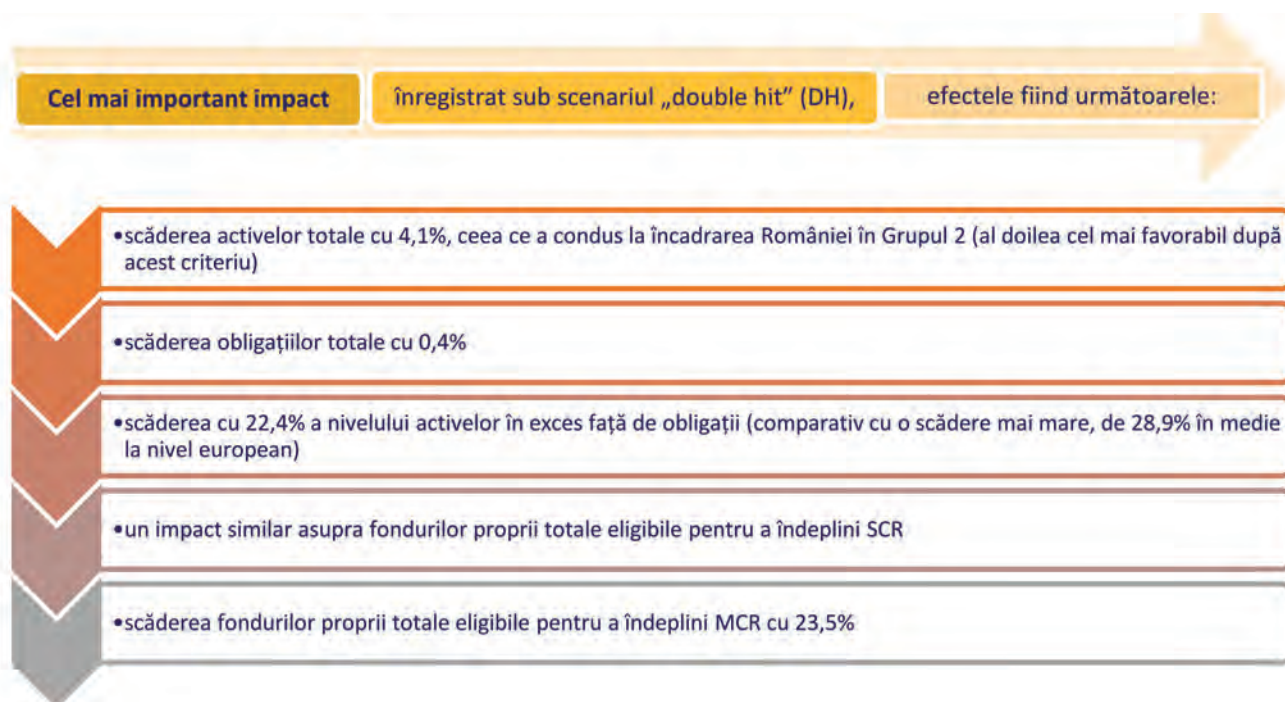 Cel mai important impact
înregistrat sub scenariul „double hit” (DH),
efectele fiind următoarele:
•scăderea activelor totale cu 4,1%, ceea ce a condus la încadrarea României în Grupul 2 (al doilea cel mai favorabil după
acest criteriu)
•scăderea obligațiilor totale cu 0,4%
•scăderea cu 22,4% a nivelului activelor în exces față de obligații (comparativ cu o scădere mai mare, de 28,9% în medie
la nivel european)
•un impact similar asupra fondurilor proprii totale eligibile pentru a îndeplini SCR
•scăderea fondurilor proprii totale eligibile pentru a îndeplini MCR cu 23,5%